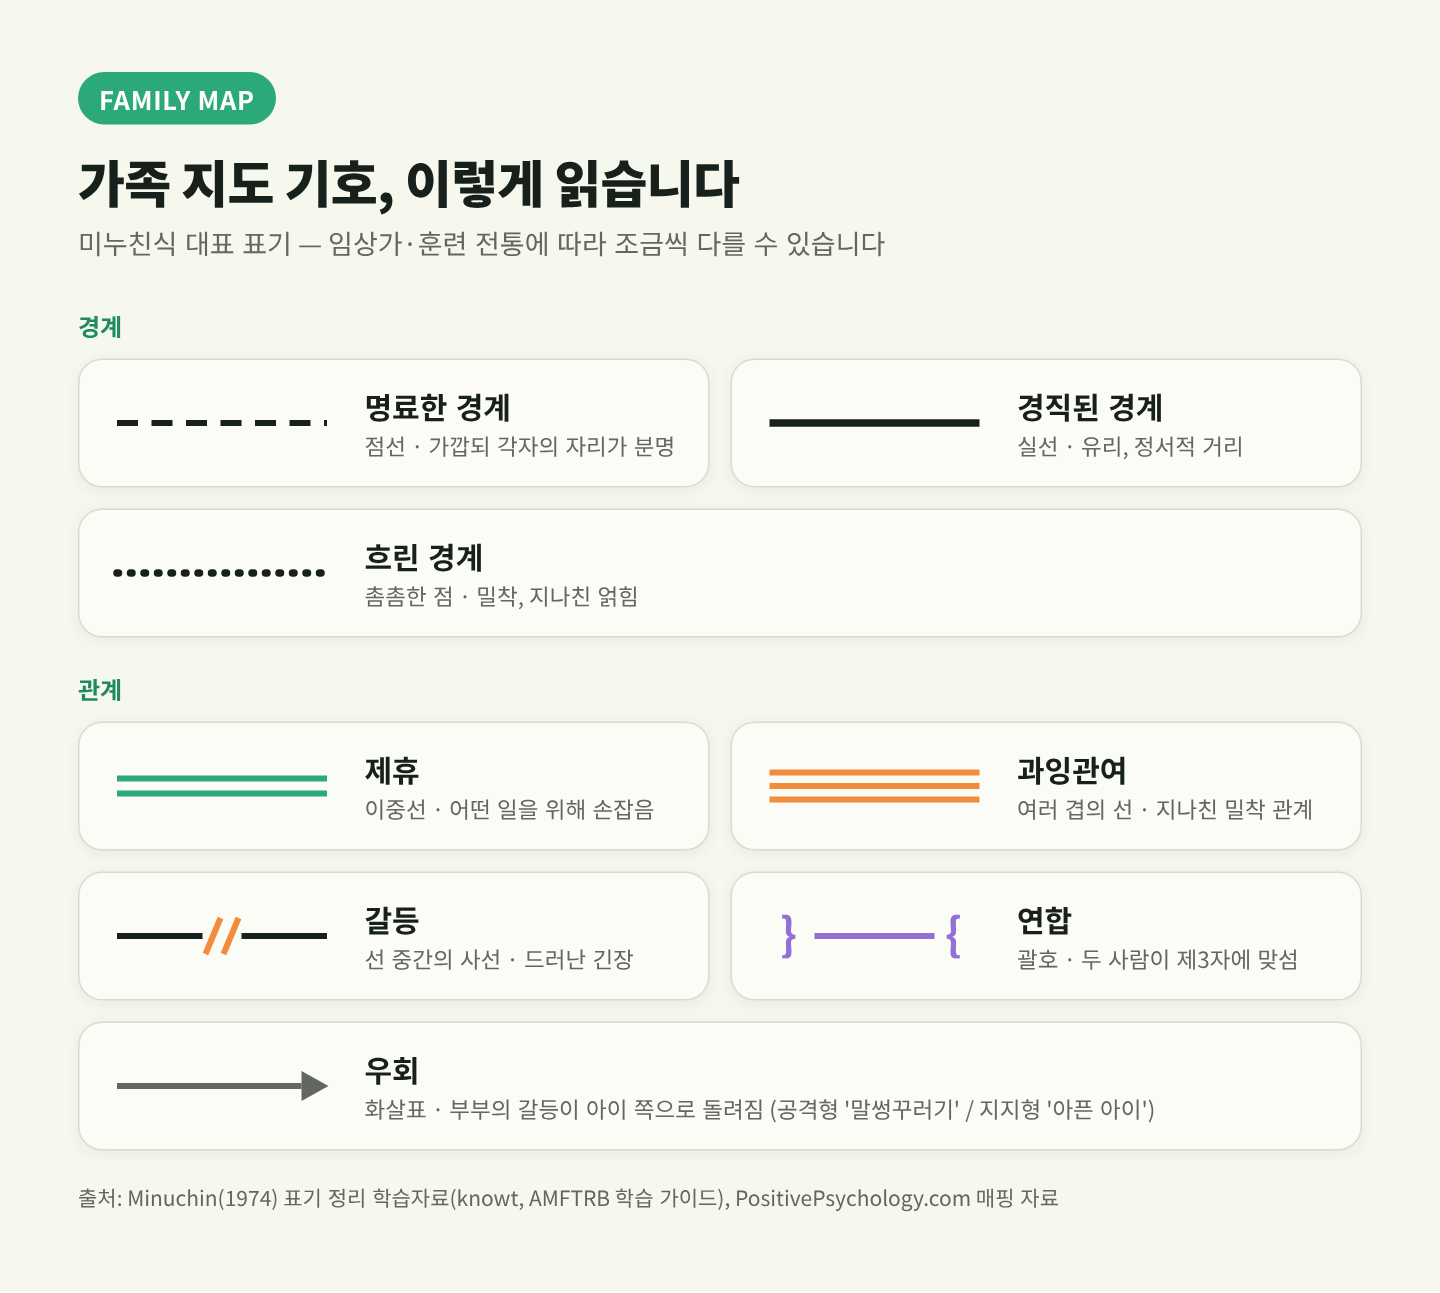 FAMILY MAP
가족 지도 기호, 이렇게 읽습니다
미누친식 대표 표기 — 임상가·훈련 전통에 따라 조금씩 다를 수 있습니다
경계
명료한 경계
점선 · 가깝되 각자의 자리가 분명
경직된 경계
실선 · 유리, 정서적 거리
흐린 경계
촘촘한 점 · 밀착, 지나친 얽힘
관계
제휴
이중선 · 어떤 일을 위해 손잡음
과잉관여
여러 겹의 선 · 지나친 밀착 관계
갈등
선 중간의 사선 · 드러난 긴장
} {
연합
괄호 · 두 사람이 제3자에 맞섬
우회
화살표 · 부부의 갈등이 아이 쪽으로 돌려짐 (공격형 '말썽꾸러기' / 지지형 '아픈 아이')
출처: Minuchin(1974) 표기 정리 학습자료(knowt, AMFTRB 학습 가이드), PositivePsychology.com 매핑 자료